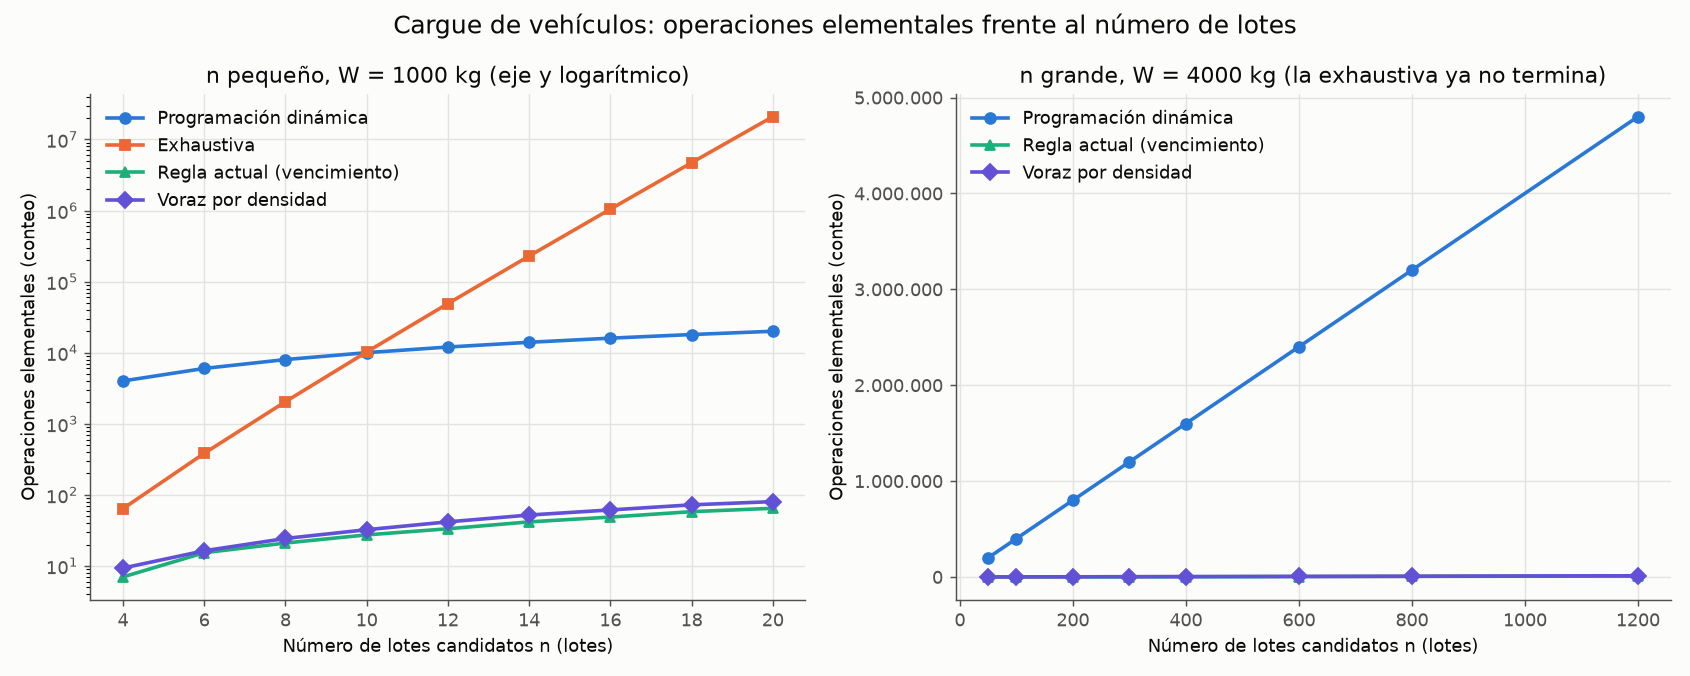 Cargue de vehículos: operaciones elementales frente al número de lotes
n pequeño, W = 1000 kg (eje y logarítmico)
Programación dinámica
Exhaustiva
Regla actual (vencimiento)
Voraz por densidad
Operaciones elementales (conteo)
10⁷
10⁶
10⁵
10⁴
10³
10²
10¹
4 6 8 10 12 14 16 18 20
Número de lotes candidatos n (lotes)
n grande, W = 4000 kg (la exhaustiva ya no termina)
Programación dinámica
Regla actual (vencimiento)
Voraz por densidad
Operaciones elementales (conteo)
5.000.000
4.000.000
3.000.000
2.000.000
1.000.000
0
0 200 400 600 800 1000 1200
Número de lotes candidatos n (lotes)